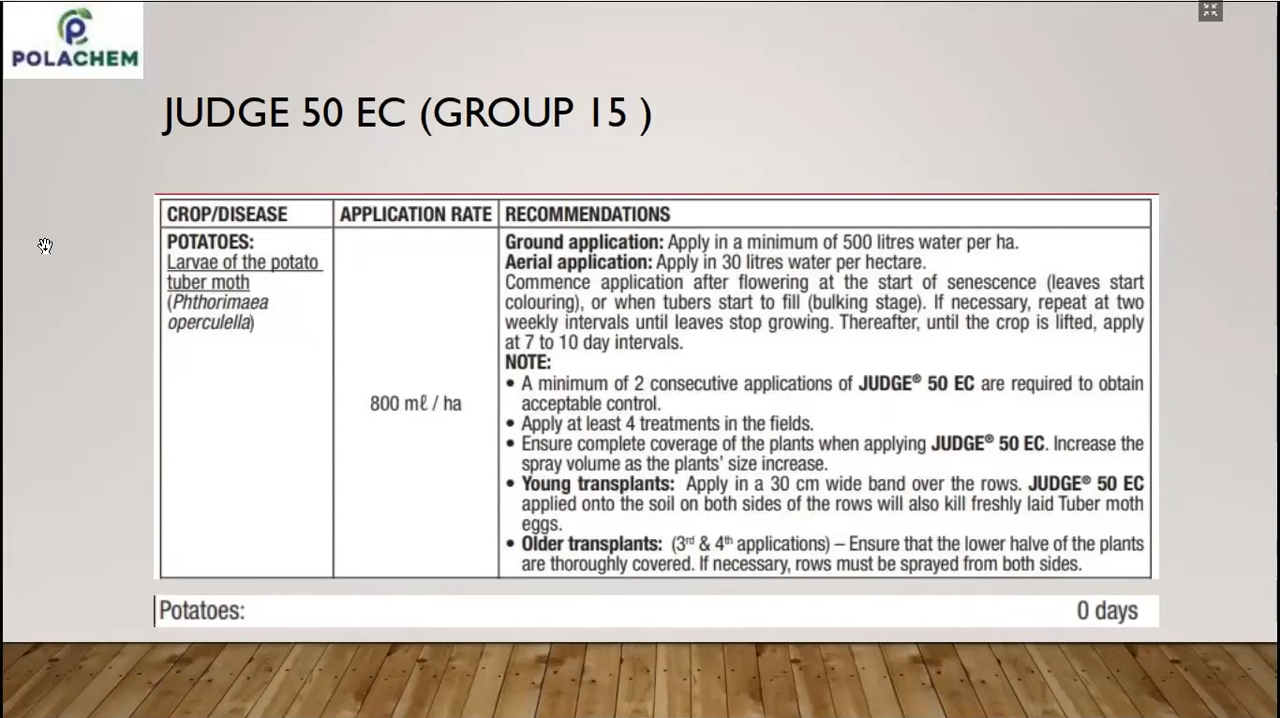 POLACHEM
JUDGE 50 EC (GROUP 15 )
CROP/DISEASE
APPLICATION RATE
RECOMMENDATIONS
POTATOES:
Larvae of the potato
tuber moth
(Phthorimaea
operculella)
800 mℓ / ha
Ground application: Apply in a minimum of 500 litres water per ha.
Aerial application: Apply in 30 litres water per hectare.
Commence application after flowering at the start of senescence (leaves start
colouring), or when tubers start to fill (bulking stage). If necessary, repeat at two
weekly intervals until leaves stop growing. Thereafter, until the crop is lifted, apply
at 7 to 10 day intervals.
NOTE:
• A minimum of 2 consecutive applications of JUDGE® 50 EC are required to obtain
acceptable control.
• Apply at least 4 treatments in the fields.
• Ensure complete coverage of the plants when applying JUDGE® 50 EC. Increase the
spray volume as the plants’ size increase.
• Young transplants: Apply in a 30 cm wide band over the rows. JUDGE® 50 EC
applied onto the soil on both sides of the rows will also kill freshly laid Tuber moth
eggs.
• Older transplants: (3rd & 4th applications) – Ensure that the lower halve of the plants
are thoroughly covered. If necessary, rows must be sprayed from both sides.
Potatoes: 0 days